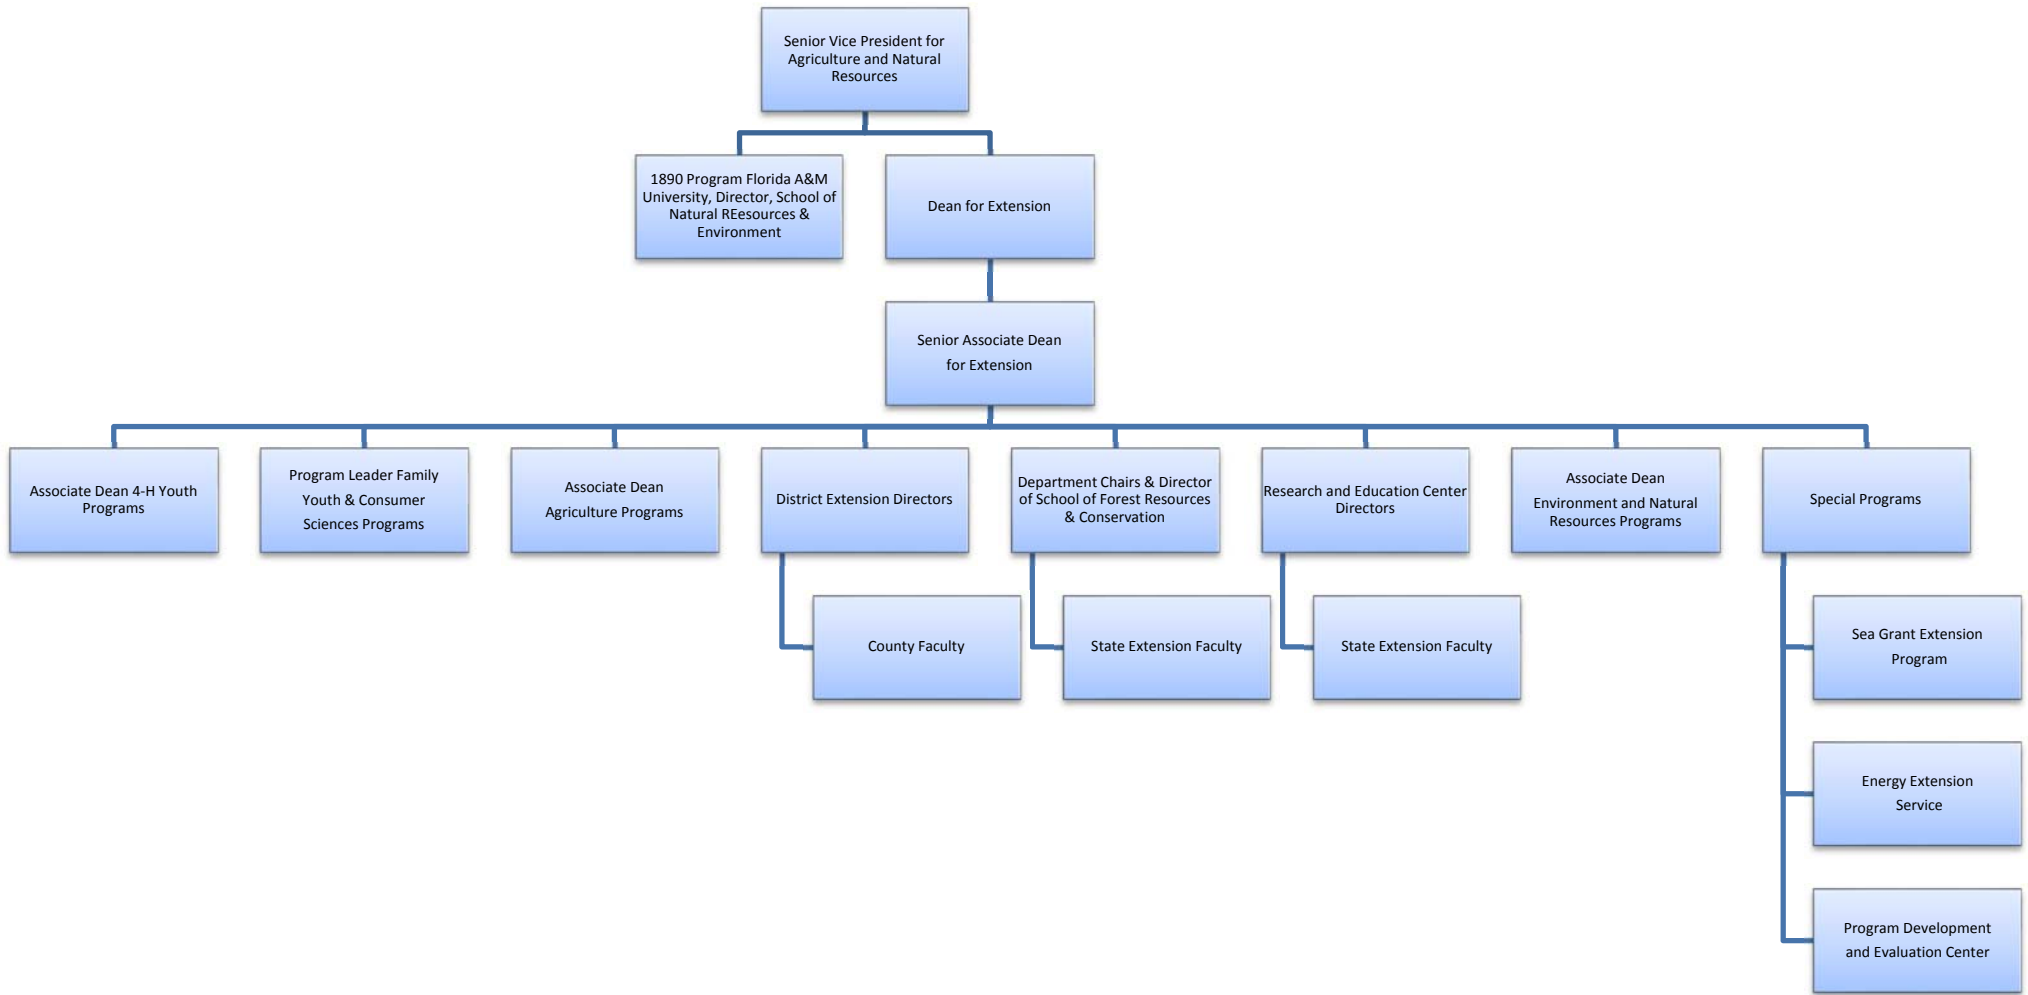 Senior Vice President for
Agriculture and Natural
Resources
1890 Program Florida A&M
University, Director, School of
Natural REesources &
Environment
Dean for Extension
Senior Associate Dean
for Extension
Associate Dean 4-H Youth
Programs
Program Leader Family
Youth & Consumer
Sciences Programs
Associate Dean
Agriculture Programs
District Extension Directors
Department Chairs & Director
of School of Forest Resources
& Conservation
Research and Education Center
Directors
Associate Dean
Environment and Natural
Resources Programs
Special Programs
County Faculty
State Extension Faculty
State Extension Faculty
Sea Grant Extension
Program
Energy Extension
Service
Program Development
and Evaluation Center